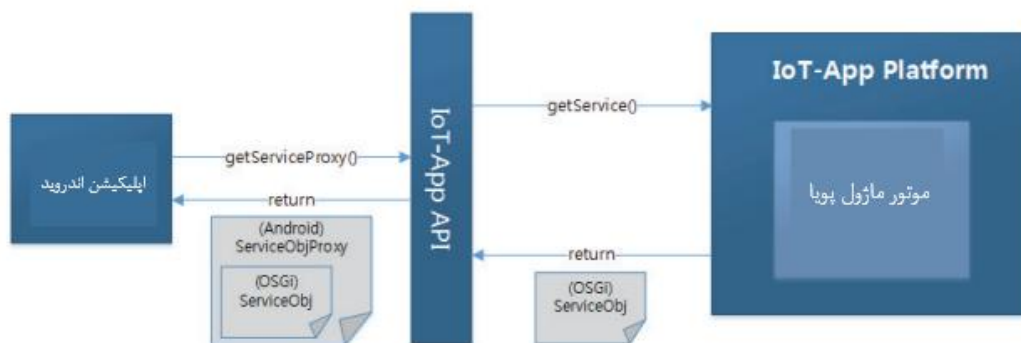 IoT-App Platform
موتور ماژول پویا
IoT-App API
getService()
اپلیکیشن اندروید
getServiceProxy()
return
(Android)
ServiceObjProxy
(OSGi)
ServiceObj
return
(OSGi)
ServiceObj